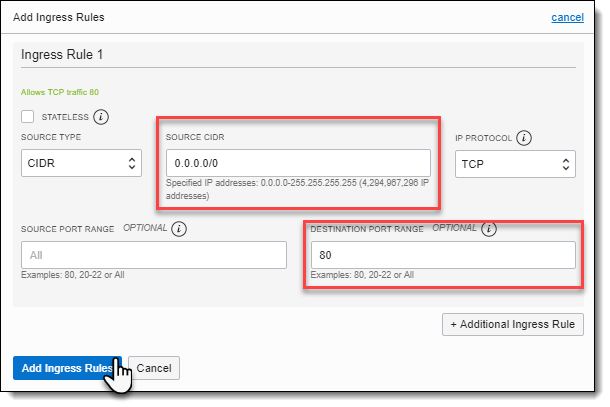 Add Ingress Rules
cancel
Ingress Rule 1
Allows TCP traffic 80
STATELESS i
SOURCE TYPE
SOURCE CIDR
IP PROTOCOL i
CIDR
0.0.0.0/0
TCP
Specified IP addresses: 0.0.0.0-255.255.255.255 (4,294,967,296 IP
addresses)
SOURCE PORT RANGE OPTIONAL i
DESTINATION PORT RANGE OPTIONAL i
All
80
Examples: 80, 20-22 or All
Examples: 80, 20-22 or All
+ Additional Ingress Rule
Add Ingress Rules
Cancel